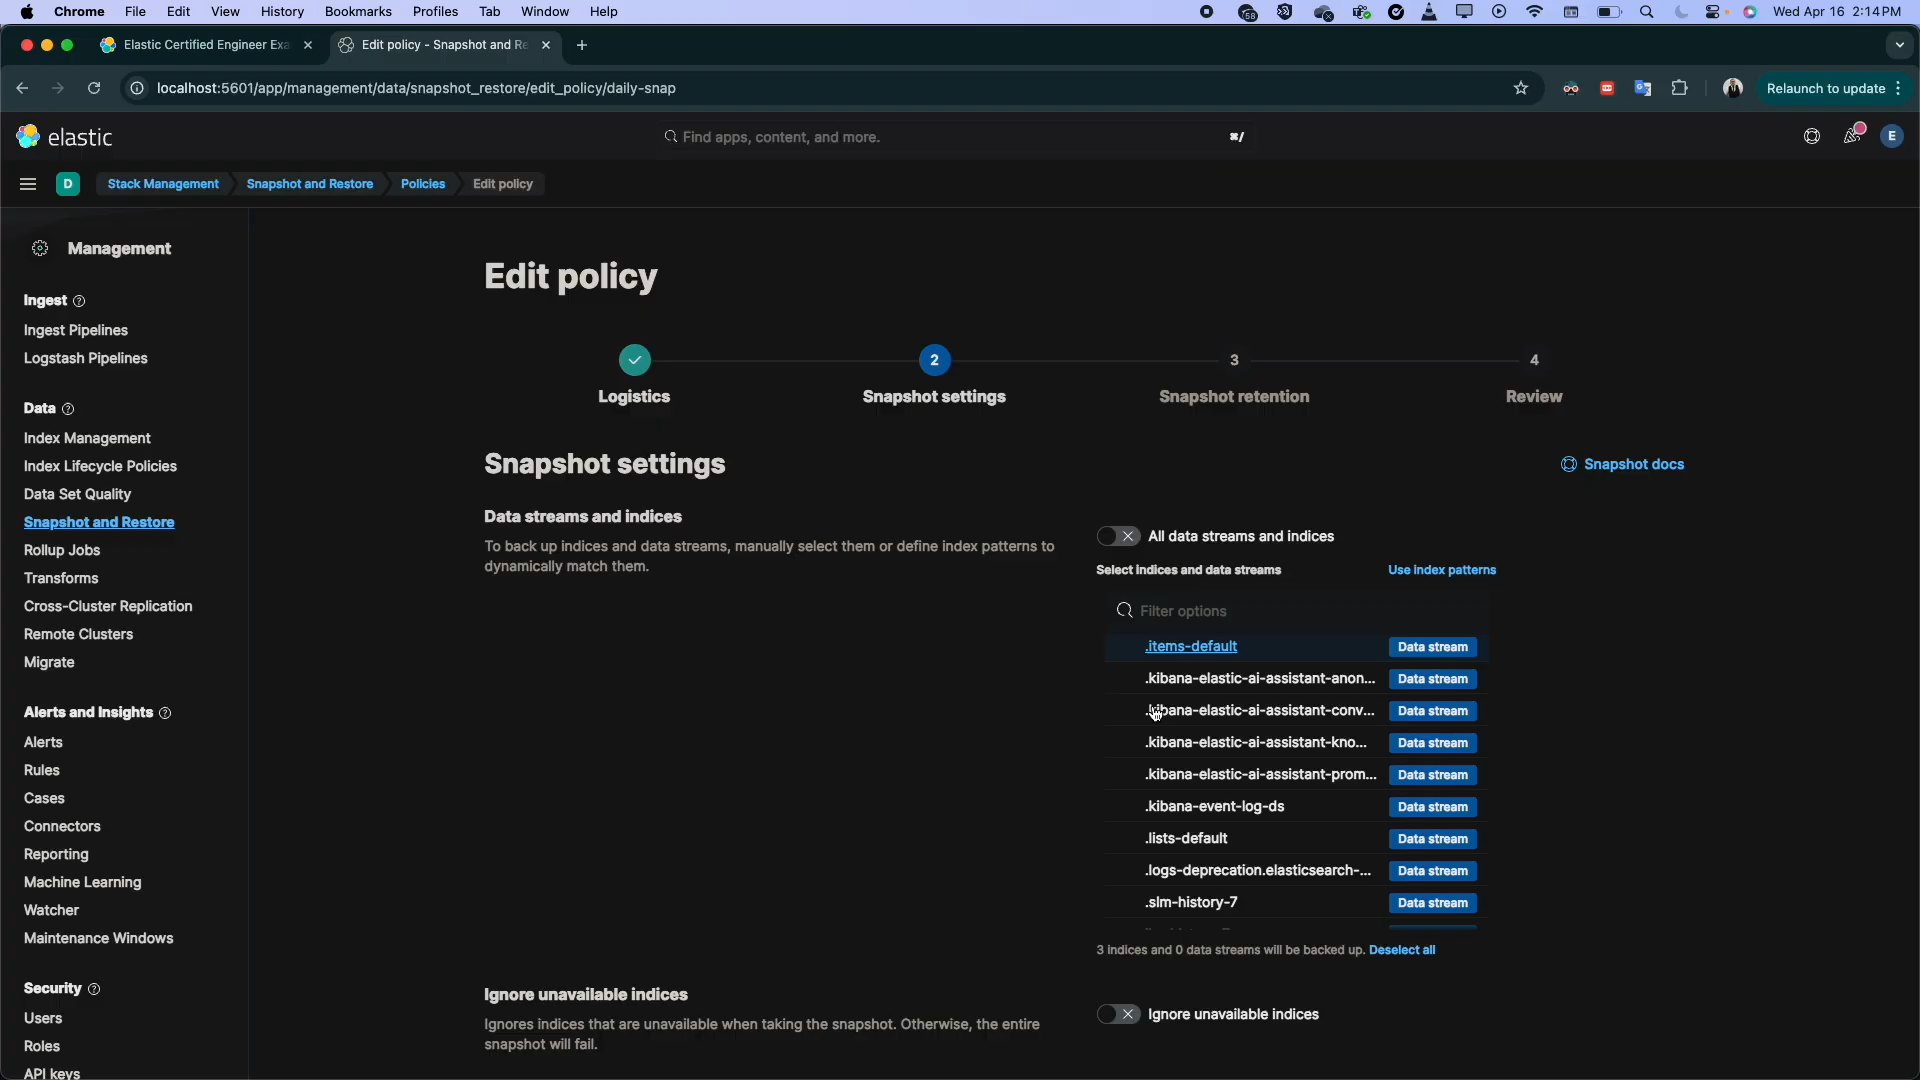 Chrome File Edit View History Bookmarks Profiles Tab Window Help
58
Wed Apr 16 2:14 PM
Elastic Certified Engineer Exa
Edit policy - Snapshot and Re
localhost:5601/app/management/data/snapshot_restore/edit_policy/daily-snap
Relaunch to update
elastic
Find apps, content, and more.
⌘/
E
D
Stack Management
Snapshot and Restore
Policies
Edit policy
Management
Ingest
Ingest Pipelines
Logstash Pipelines
Data
Index Management
Index Lifecycle Policies
Data Set Quality
Snapshot and Restore
Rollup Jobs
Transforms
Cross-Cluster Replication
Remote Clusters
Migrate
Alerts and Insights
Alerts
Rules
Cases
Connectors
Reporting
Machine Learning
Watcher
Maintenance Windows
Security
Users
Roles
API keys
Edit policy
Logistics
2
Snapshot settings
3
Snapshot retention
4
Review
Snapshot settings
Snapshot docs
Data streams and indices
To back up indices and data streams, manually select them or define index patterns to
dynamically match them.
All data streams and indices
Select indices and data streams
Use index patterns
Filter options
.items-default Data stream
.kibana-elastic-ai-assistant-anon... Data stream
.kibana-elastic-ai-assistant-conv... Data stream
.kibana-elastic-ai-assistant-kno... Data stream
.kibana-elastic-ai-assistant-prom... Data stream
.kibana-event-log-ds Data stream
.lists-default Data stream
.logs-deprecation.elasticsearch-... Data stream
.slm-history-7 Data stream
3 indices and 0 data streams will be backed up. Deselect all
Ignore unavailable indices
Ignores indices that are unavailable when taking the snapshot. Otherwise, the entire
snapshot will fail.
Ignore unavailable indices